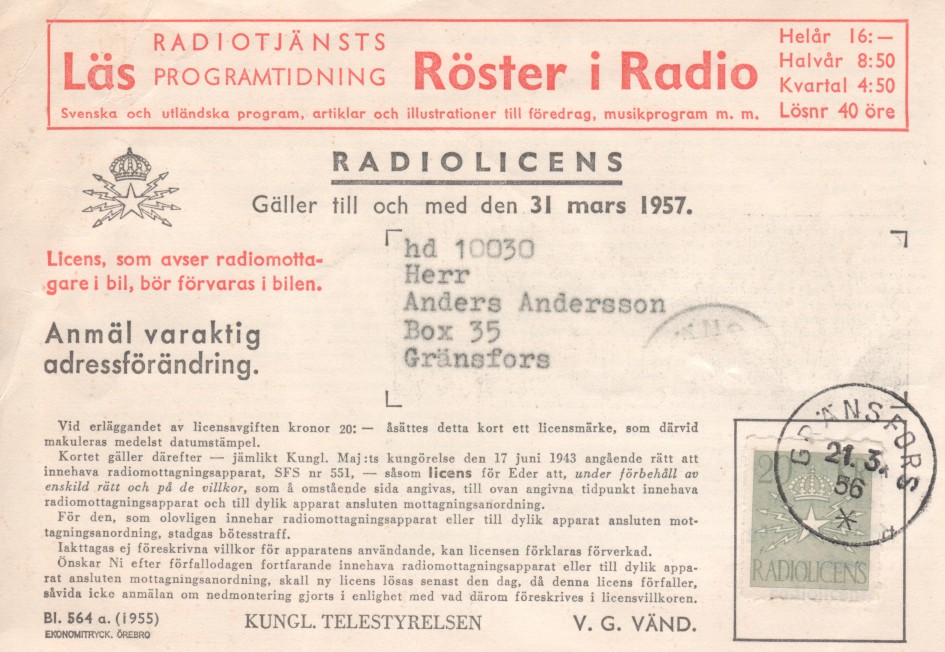 Läs RADIOTJÄNSTS PROGRAMTIDNING Röster i Radio
Svenska och utländska program, artiklar och illustrationer till föredrag, musikprogram m. m.
Helår 16:—
Halvår 8:50
Kvartal 4:50
Lösnr 40 öre
RADIOLICENS
Gäller till och med den 31 mars 1957.
Licens, som avser radiomotta-
gare i bil, bör förvaras i bilen.
Anmäl varaktig
adressförändring.
hd 10030
Herr
Anders Andersson
Box 35
Gränsfors
Vid erläggandet av licensavgiften kronor 20: — åsättes detta kort ett licensmärke, som därvid
makuleras medelst datumstämpel.
Kortet gäller därefter — jämlikt Kungl. Maj:ts kungörelse den 17 juni 1943 angående rätt att
innehava radiomottagningsapparat, SFS nr 551, — såsom licens för Eder att, under förbehåll av
enskild rätt och på de villkor, som å omstående sida angivas, till ovan angivna tidpunkt innehava
radiomottagningsapparat och till dylik apparat ansluten mottagningsanordning.
För den, som olovligen innehar radiomottagningsapparat eller till dylik apparat ansluten mot-
tagningsanordning, stadgas bötesstraff.
Iakttagas ej föreskrivna villkor för apparatens användande, kan licensen förklaras förverkad.
Önskar Ni efter förfallodagen fortfarande innehava radiomottagningsapparat eller till dylik appa-
rat ansluten mottagningsanordning, skall ny licens lösas senast den dag, då denna licens förfaller,
såvida icke anmälan om nedmontering gjorts i enlighet med vad därom föreskrives i licensvillkoren.
Bl. 564 a. (1955)
EKONOMITRYCK. ÖREBRO
KUNGL. TELESTYRELSEN
V. G. VÄND.
GRÄNSFORS
21.3.
56
20
RADIOLICENS